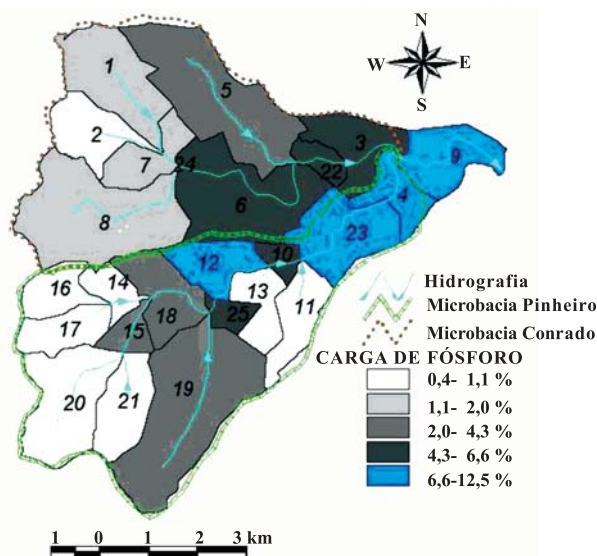 N
W E
S
1
5
2
3
7
24
9
22
6
4
8
23
10
12
16
14
13
11
17
15
18
25
19
20
21
Hidrografia
Microbacia Pinheiro
Microbacia Conrado
CARGA DE FÓSFORO
0,4- 1,1 %
1,1- 2,0 %
2,0- 4,3 %
4,3- 6,6 %
6,6-12,5 %
1 0 1 2 3 km